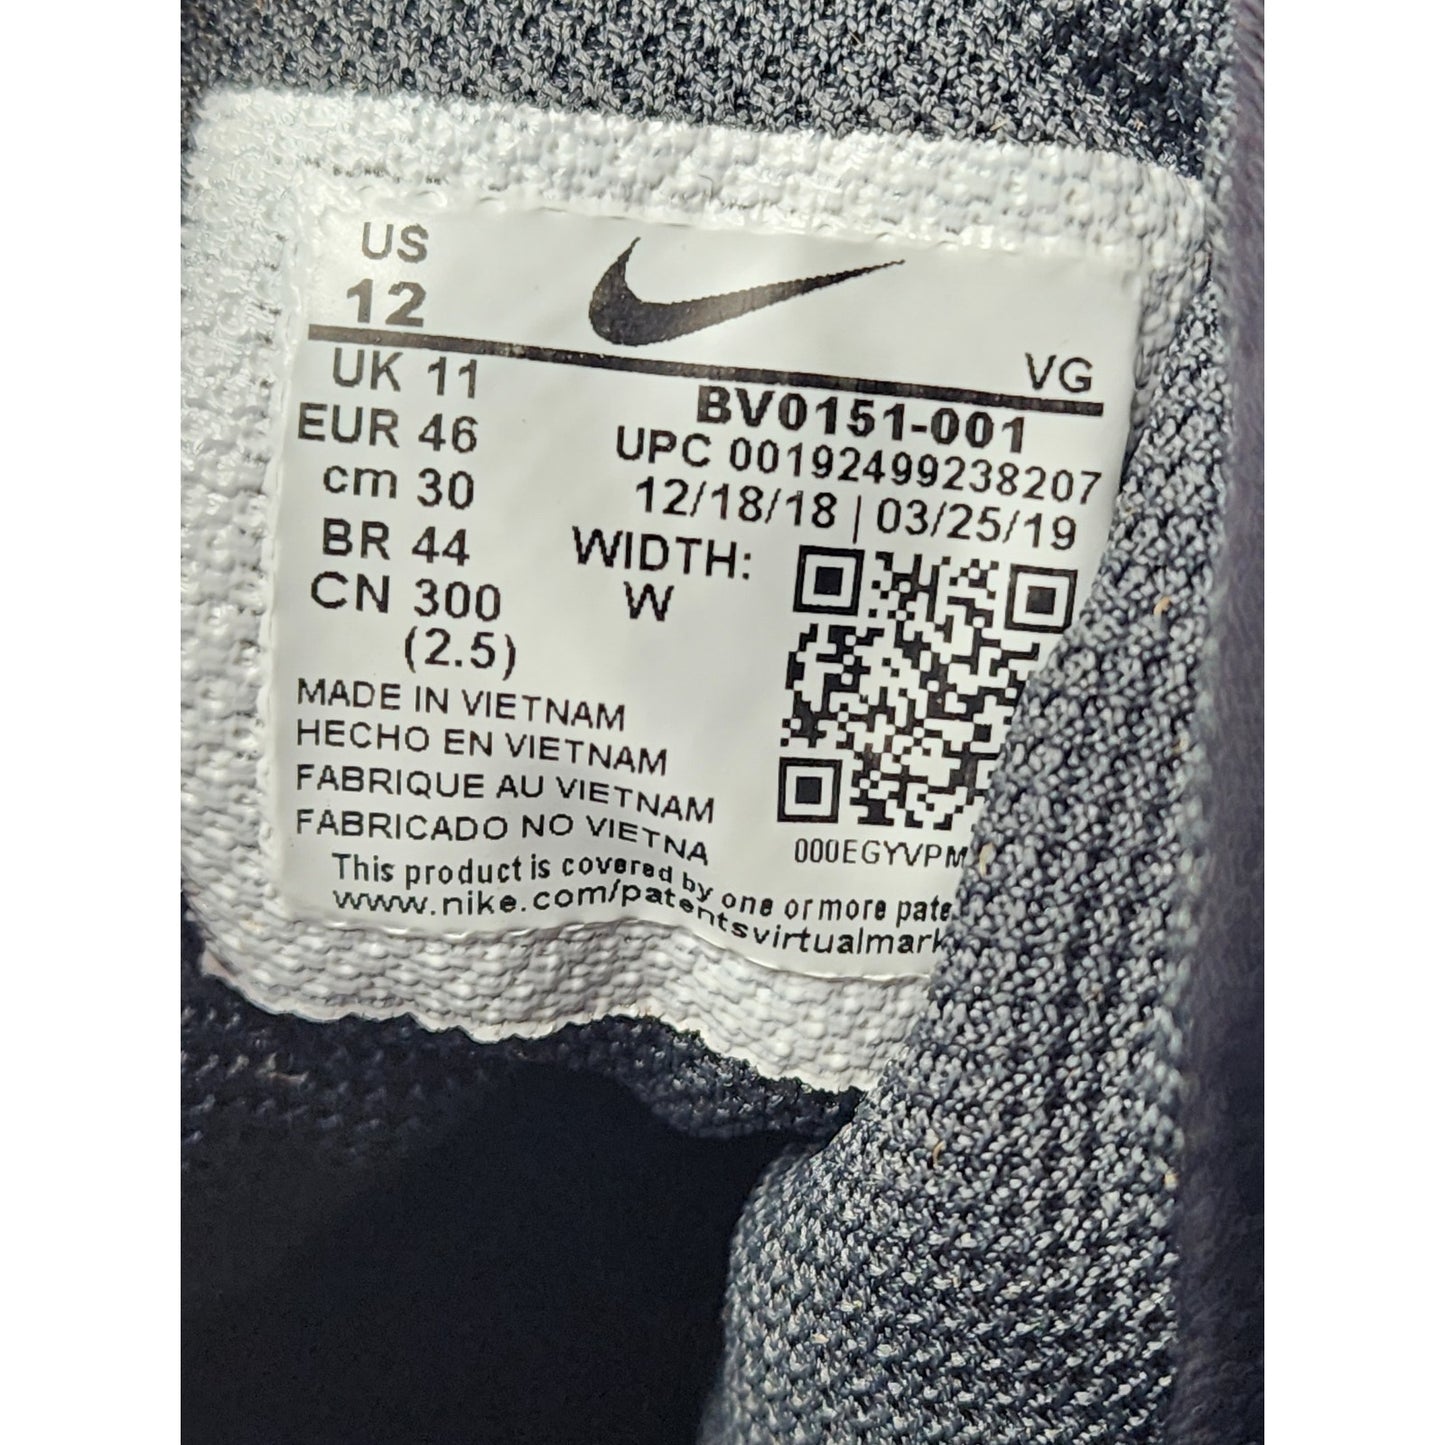 US
12
VG
UK 11
EUR 46
cm 30
BR 44
CN 300
(2.5)
BV0151-001
UPC 00192499238207
12/18/18 | 03/25/19
WIDTH:
W
MADE IN VIETNAM
HECHO EN VIETNAM
FABRIQUE AU VIETNAM
FABRICADO NO VIETNA
000EGYVPM
This product is covered by one or more pate
www.nike.com/patentsvirtualmark